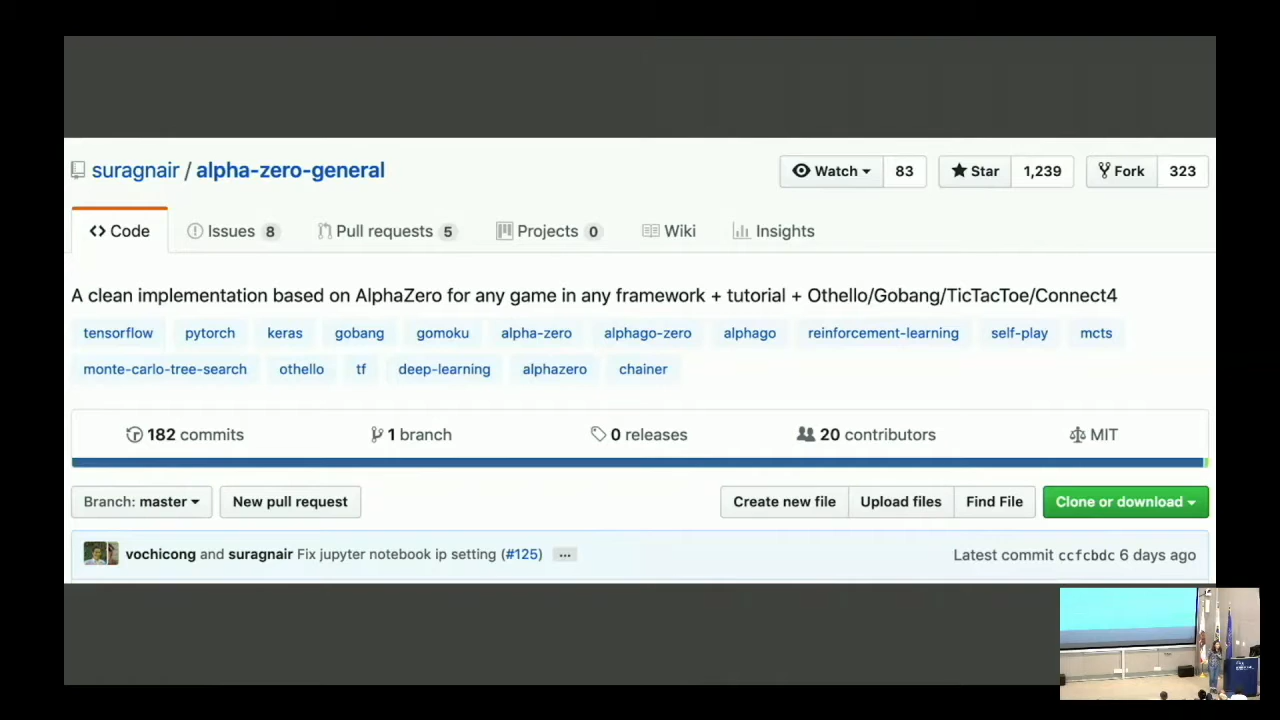 suragnair / alpha-zero-general
Watch 83 Star 1,239 Fork 323
Code Issues 8 Pull requests 5 Projects 0 Wiki Insights
A clean implementation based on AlphaZero for any game in any framework + tutorial + Othello/Gobang/TicTacToe/Connect4
tensorflow pytorch keras gobang gomoku alpha-zero alphago-zero alphago reinforcement-learning self-play mcts
monte-carlo-tree-search othello tf deep-learning alphazero chainer
182 commits 1 branch 0 releases 20 contributors MIT
Branch: master New pull request Create new file Upload files Find File Clone or download
vochicong and suragnair Fix jupyter notebook ip setting (#125) ... Latest commit ccfcbdc 6 days ago